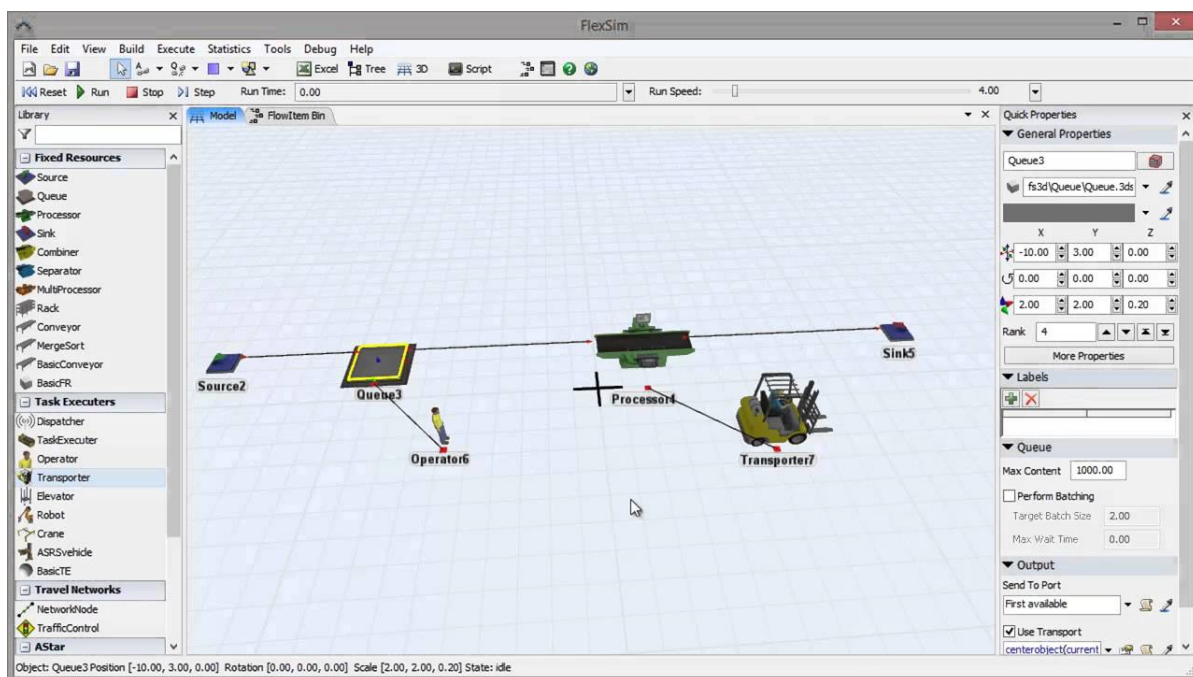 FlexSim
File Edit View Build Execute Statistics Tools Debug Help
Excel Tree 3D Script
Reset Run Stop Step Run Time: 0.00 Run Speed: 4.00
Library
Model FlowItem Bin
Quick Properties
General Properties
Fixed Resources
Source
Queue
Processor
Sink
Combiner
Separator
MultiProcessor
Rack
Conveyor
MergeSort
BasicConveyor
BasicFR
Task Executers
Dispatcher
TaskExecuter
Operator
Transporter
Elevator
Robot
Crane
ASRSvehicle
BasicTE
Travel Networks
NetworkNode
TrafficControl
AStar
Source2
Queue3
Operator6
Processor4
Transporter7
Sink5
Queue3
fs3d\Queue\Queue.3ds
X Y Z
-10.00 3.00 0.00
0.00 0.00 0.00
2.00 2.00 0.20
Rank 4
More Properties
Labels
Queue
Max Content 1000.00
Perform Batching
Target Batch Size 2.00
Max Wait Time 0.00
Output
Send To Port
First available
Use Transport
centerobject(current
Object: Queue3 Position [-10.00, 3.00, 0.00] Rotation [0.00, 0.00, 0.00] Scale [2.00, 2.00, 0.20] State: idle